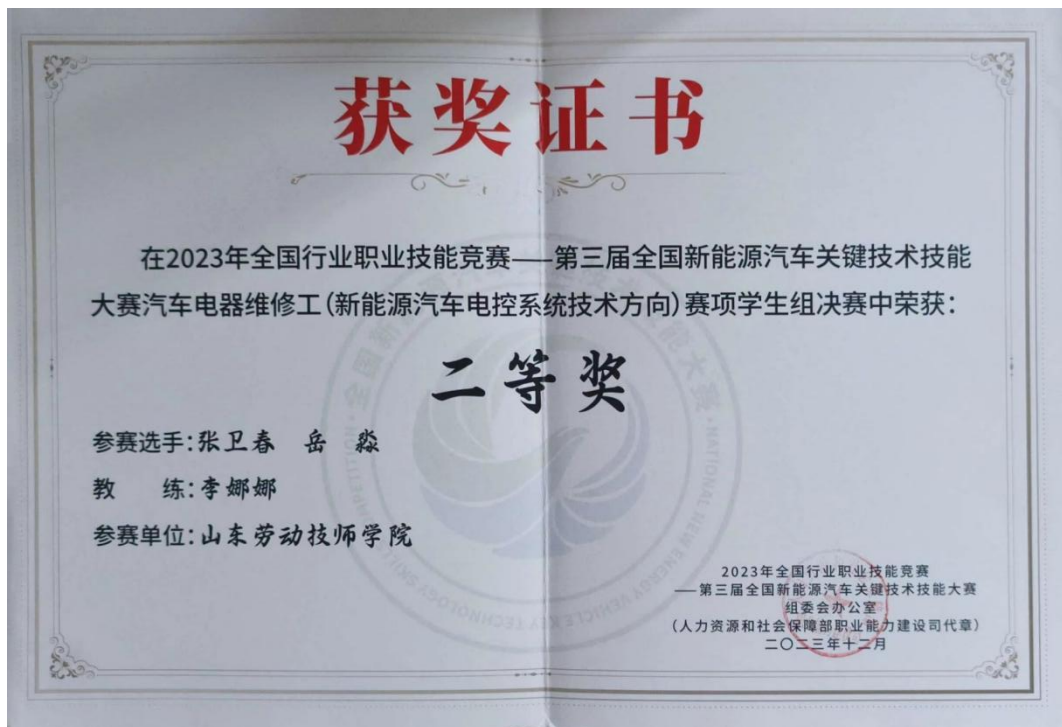 获奖证书
在2023年全国行业职业技能竞赛——第三届全国新能源汽车关键技术技能
大赛汽车电器维修工（新能源汽车电控系统技术方向）赛项学生组决赛中荣获：
二等奖
参赛选手：张卫春 岳淼
教 练：李娜娜
参赛单位：山东劳动技师学院
2023年全国行业职业技能竞赛
——第三届全国新能源汽车关键技术技能大赛
组委会办公室
（人力资源和社会保障部职业能力建设司代章）
二〇二三年十二月